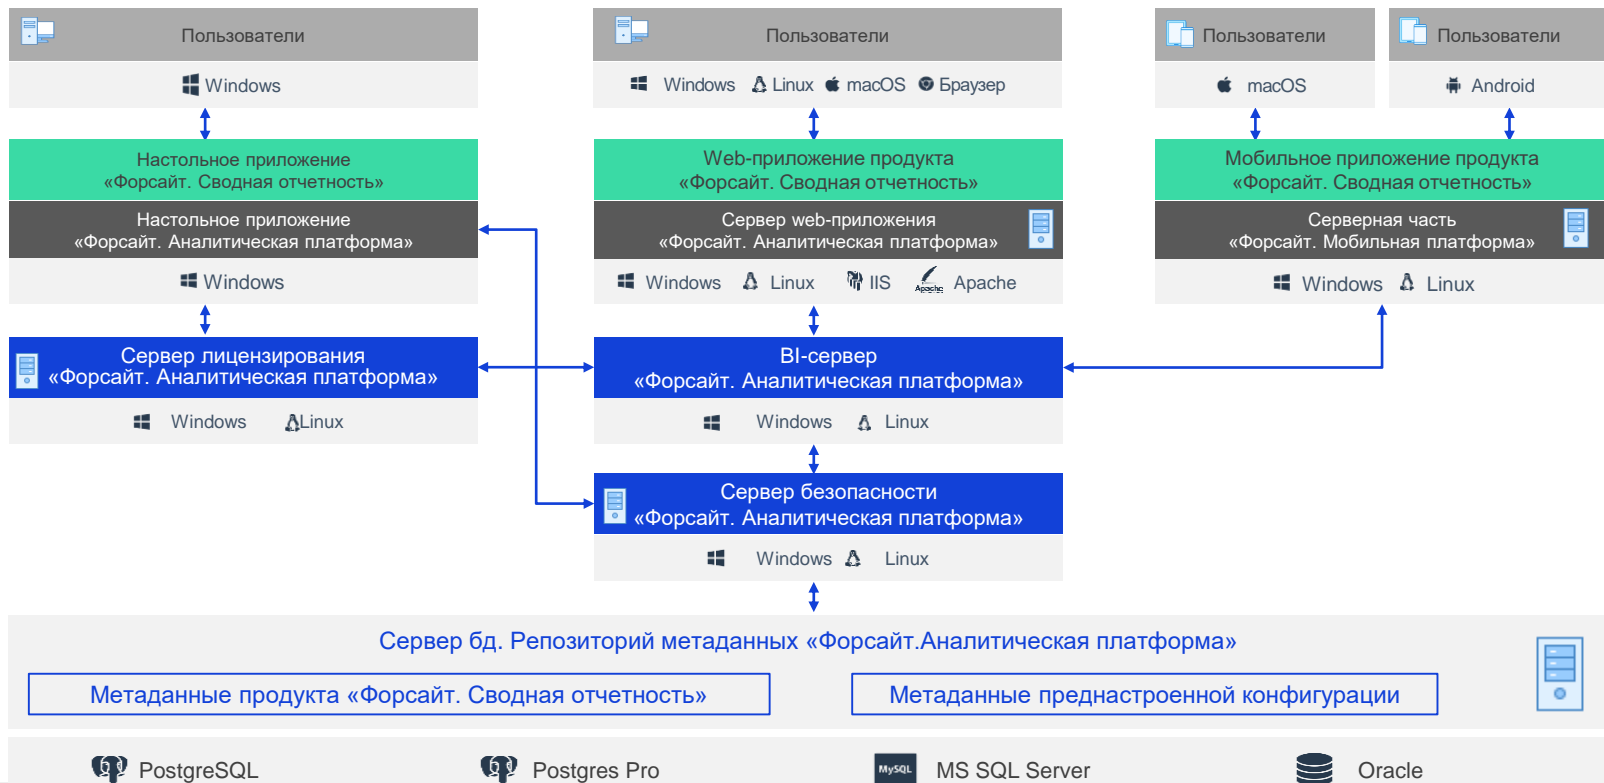 Пользователи
Windows
Настольное приложение
«Форсайт. Сводная отчетность»
Настольное приложение
«Форсайт. Аналитическая платформа»
Windows
Сервер лицензирования
«Форсайт. Аналитическая платформа»
Windows Linux
Пользователи
Windows Linux macOS Браузер
Web-приложение продукта
«Форсайт. Сводная отчетность»
Сервер web-приложения
«Форсайт. Аналитическая платформа»
Windows Linux IIS Apache Apache
BI-сервер
«Форсайт. Аналитическая платформа»
Windows Linux
Сервер безопасности
«Форсайт. Аналитическая платформа»
Windows Linux
Пользователи
macOS
Пользователи
Android
Мобильное приложение продукта
«Форсайт. Сводная отчетность»
Серверная часть
«Форсайт. Мобильная платформа»
Windows Linux
Сервер бд. Репозиторий метаданных «Форсайт.Аналитическая платформа»
Метаданные продукта «Форсайт. Сводная отчетность»
Метаданные преднастроенной конфигурации
PostgreSQL
Postgres Pro
MySQL MS SQL Server
Oracle